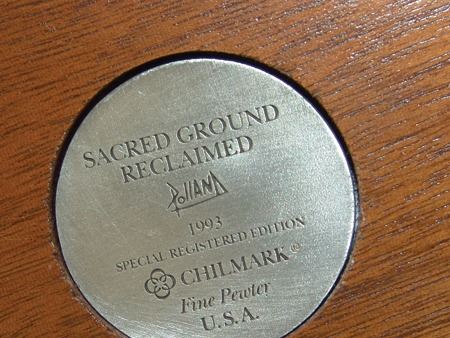 SACRED GROUND
RECLAIMED
Polland
1993
SPECIAL REGISTERED EDITION
CHILMARK®
Fine Pewter
U.S.A.